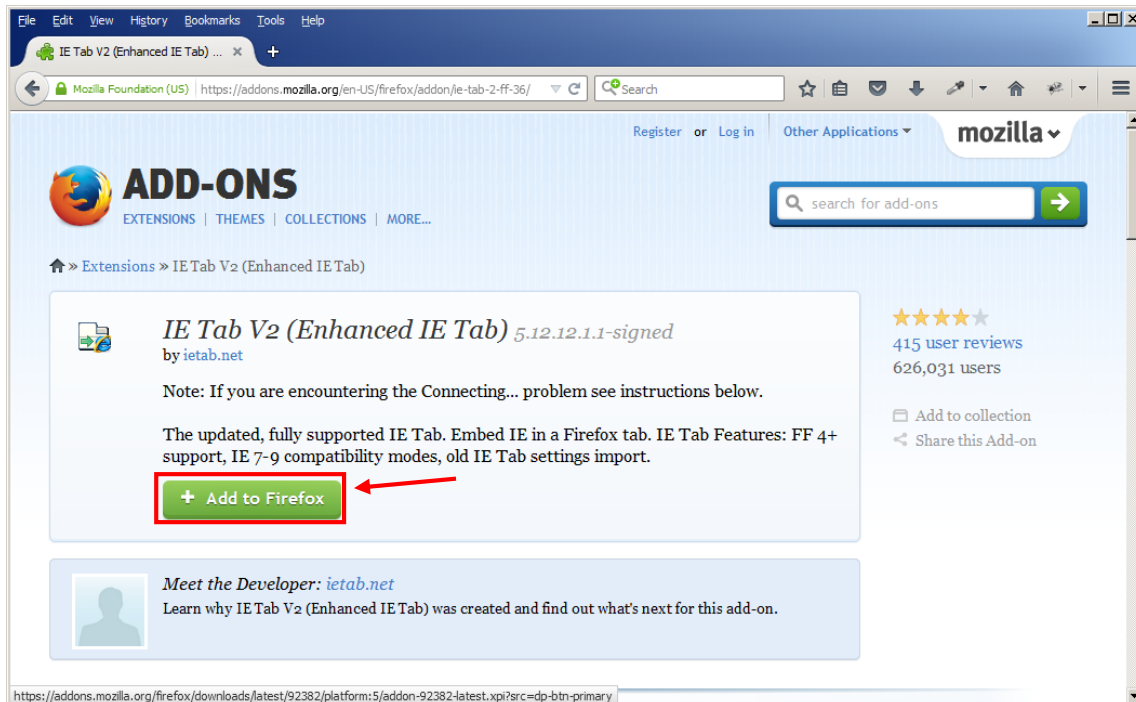 File Edit View History Bookmarks Tools Help
IE Tab V2 (Enhanced IE Tab) ... × +
Mozilla Foundation (US) https://addons.mozilla.org/en-US/firefox/addon/ie-tab-2-ff-36/ Search
Register or Log in Other Applications mozilla
ADD-ONS
EXTENSIONS | THEMES | COLLECTIONS | MORE...
search for add-ons
» Extensions » IE Tab V2 (Enhanced IE Tab)
IE Tab V2 (Enhanced IE Tab) 5.12.12.1.1-signed
by ietab.net
Note: If you are encountering the Connecting... problem see instructions below.
The updated, fully supported IE Tab. Embed IE in a Firefox tab. IE Tab Features: FF 4+
support, IE 7-9 compatibility modes, old IE Tab settings import.
+ Add to Firefox
415 user reviews
626,031 users
Add to collection
Share this Add-on
Meet the Developer: ietab.net
Learn why IE Tab V2 (Enhanced IE Tab) was created and find out what's next for this add-on.
https://addons.mozilla.org/firefox/downloads/latest/92382/platform:5/addon-92382-latest.xpi?src=dp-btn-primary